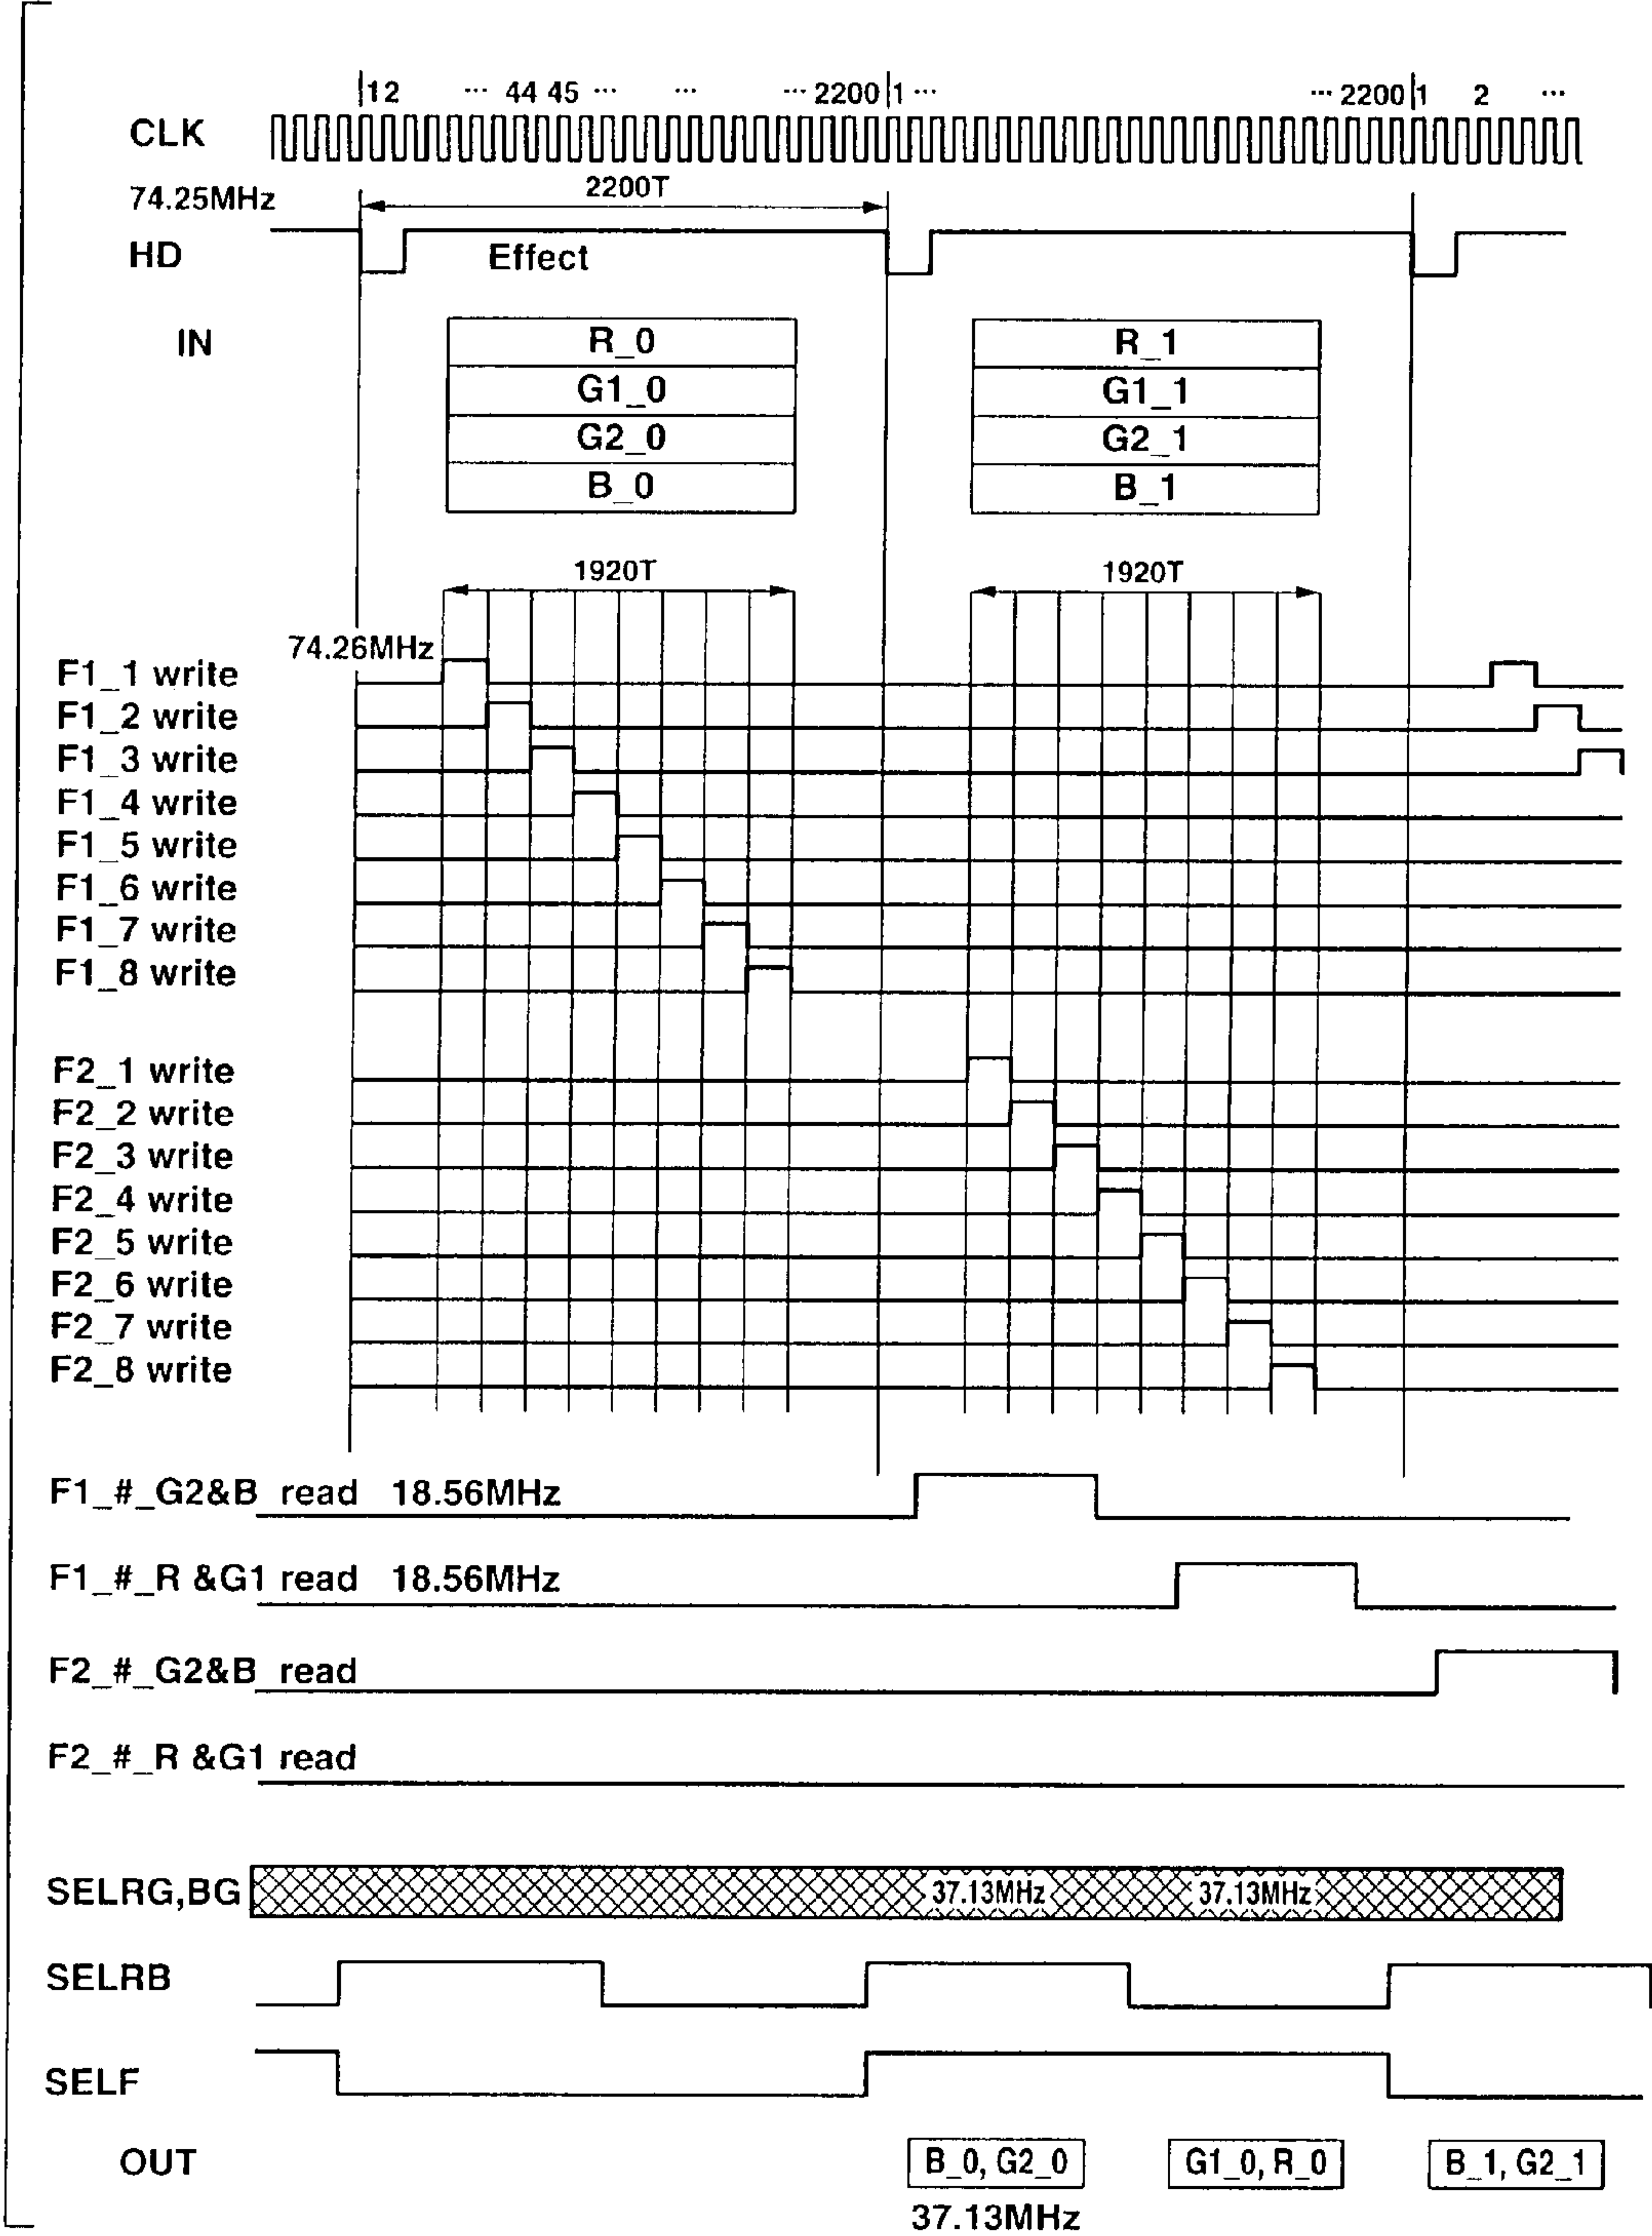 12 ··· 44 45 ··· ··· ··· 2200 1 ··· ··· 2200 1 2 ···
CLK
74.25MHz 2200T
HD Effect
IN R_0 R_1
G1_0 G1_1
G2_0 G2_1
B_0 B_1
1920T 1920T
74.26MHz
F1_1 write
F1_2 write
F1_3 write
F1_4 write
F1_5 write
F1_6 write
F1_7 write
F1_8 write
F2_1 write
F2_2 write
F2_3 write
F2_4 write
F2_5 write
F2_6 write
F2_7 write
F2_8 write
F1_#_G2&B_read 18.56MHz
F1_#_R &G1 read 18.56MHz
F2_#_G2&B_read
F2_#_R &G1 read
SELRG,BG 37.13MHz 37.13MHz
SELRB
SELF
OUT B_0, G2_0 G1_0, R_0 B_1, G2_1
37.13MHz